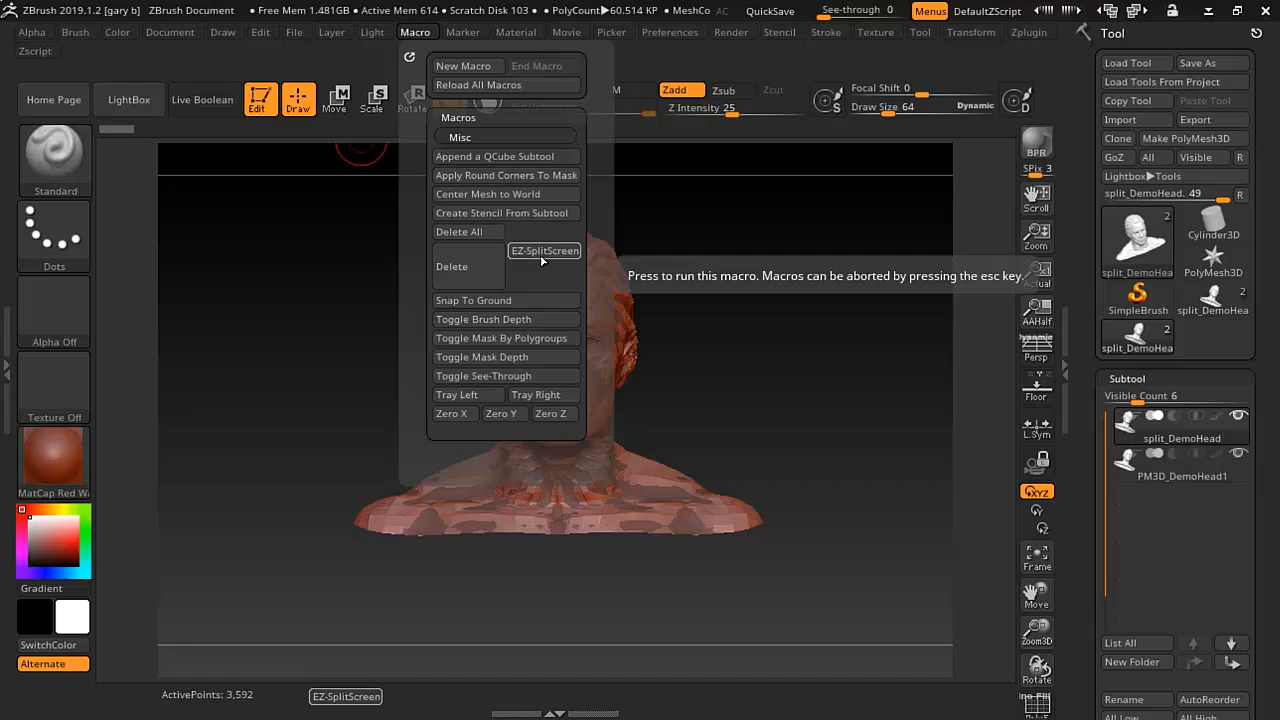 ZBrush 2019.1.2 [gary b] ZBrush Document • Free Mem 1.481GB • Active Mem 614 • Scratch Disk 103 • PolyCount▶60.514 KP • MeshCo AC QuickSave See-through 0 Menus DefaultZScript
Alpha Brush Color Document Draw Edit File Layer Light Macro Marker Material Movie Picker Preferences Render Stencil Stroke Texture Tool Transform Zplugin
Zscript
Home Page
LightBox
Live Boolean
Edit
Draw
Move
Scale
Rotate
M
Zadd
Zsub
Zcut
Z Intensity 25
Focal Shift 0
Draw Size 64
Dynamic
S
D
New Macro End Macro
Reload All Macros
Macros
Misc
Append a QCube Subtool
Apply Round Corners To Mask
Center Mesh to World
Create Stencil From Subtool
Delete All
Delete
EZ-SplitScreen
Snap To Ground
Toggle Brush Depth
Toggle Mask By Polygroups
Toggle Mask Depth
Toggle See-Through
Tray Left Tray Right
Zero X Zero Y Zero Z
Press to run this macro. Macros can be aborted by pressing the esc key.
Standard
Dots
Alpha Off
Texture Off
MatCap Red Wa
Gradient
SwitchColor
Alternate
ActivePoints: 3,592
EZ-SplitScreen
BPR
SPix 3
Scroll
Zoom
Actual
AAHalf
Dynamic
Persp
Floor
L.Sym
XYZ
Y
Z
Frame
Move
Zoom3D
Rotate
PolyF
Tool
Load Tool Save As
Load Tools From Project
Copy Tool Paste Tool
Import Export
Clone Make PolyMesh3D
GoZ All Visible R
Lightbox▶Tools
split_DemoHead. 49 R
2
split_DemoHea
Cylinder3D
PolyMesh3D
SimpleBrush
2
split_DemoHea
2
split_DemoHea
Subtool
Visible Count 6
split_DemoHead
PM3D_DemoHead1
List All
New Folder
Rename AutoReorder
All Low All High